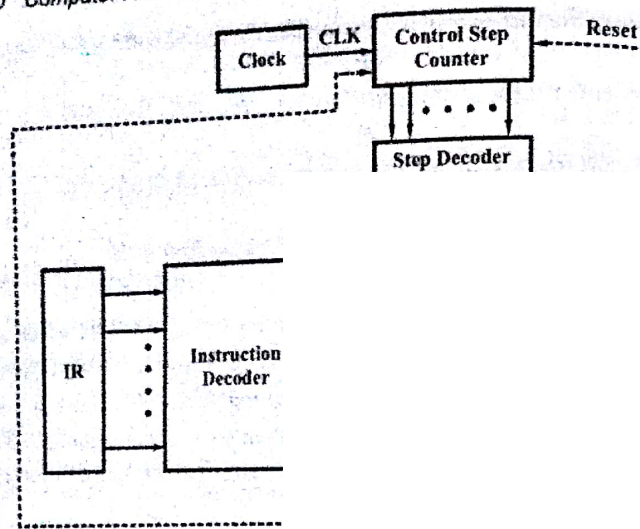 CLK
Reset
Clock
Control Step
Counter
Step Decoder
IR
Instruction
Decoder